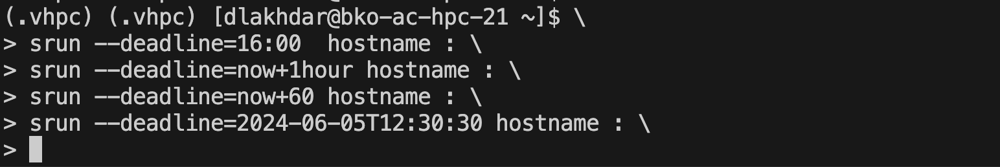 (.vhpc) (.vhpc) [dlakhdar@bko-ac-hpc-21 ~]$ \
> srun --deadline=16:00  hostname : \
> srun --deadline=now+1hour hostname : \
> srun --deadline=now+60 hostname : \
> srun --deadline=2024-06-05T12:30:30 hostname : \
>